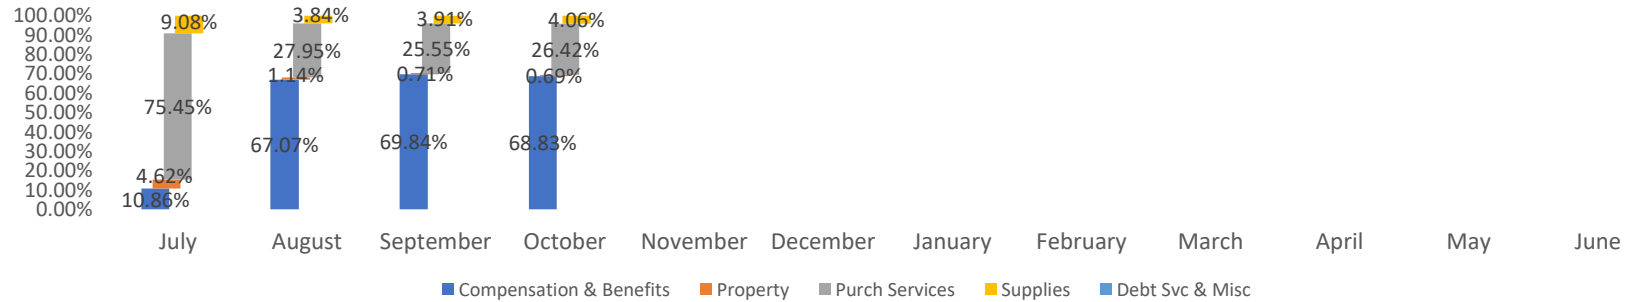 100.00%
90.00%
80.00%
70.00%
60.00%
50.00%
40.00%
30.00%
20.00%
10.00%
0.00%
9.08% 3.84% 3.91% 4.06%
27.95% 25.55% 26.42%
1.14% 0.71% 0.69%
75.45%
67.07% 69.84% 68.83%
4.62%
10.86%
July August September October November December January February March April May June
Compensation & Benefits Property Purch Services Supplies Debt Svc & Misc